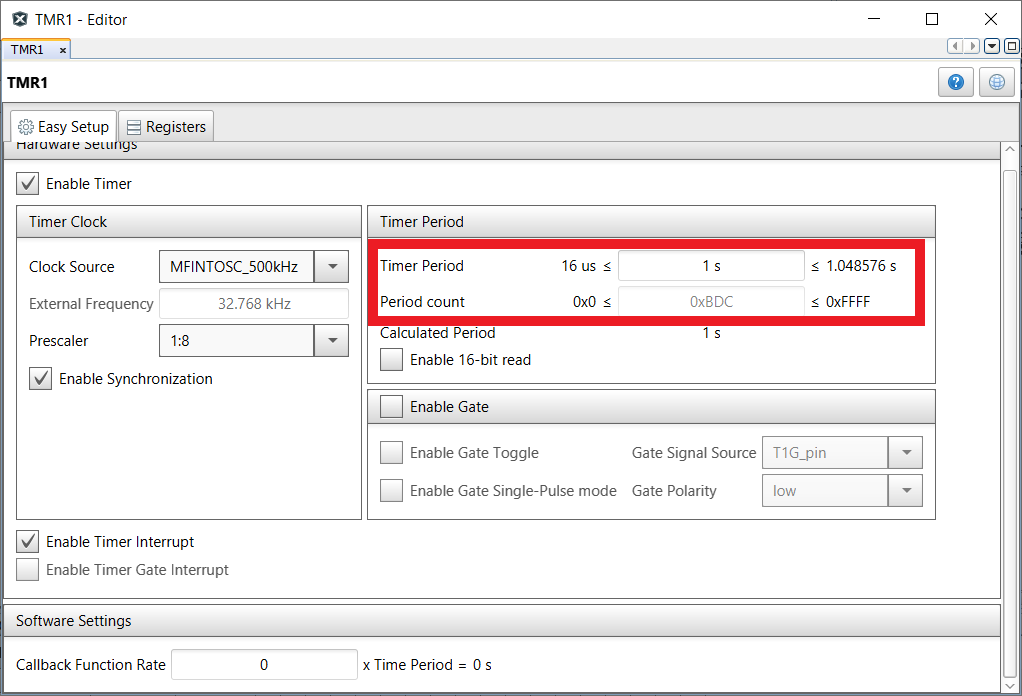 TMR1 - Editor
TMR1 x
TMR1
Easy Setup Registers
Hardware Settings
Enable Timer
Timer Clock
Clock Source MFINTOSC_500kHz
External Frequency 32.768 kHz
Prescaler 1:8
Enable Synchronization
Timer Period
Timer Period 16 us ≤ 1 s ≤ 1.048576 s
Period count 0x0 ≤ 0xBDC ≤ 0xFFFF
Calculated Period 1 s
Enable 16-bit read
Enable Gate
Enable Gate Toggle Gate Signal Source T1G_pin
Enable Gate Single-Pulse mode Gate Polarity low
Enable Timer Interrupt
Enable Timer Gate Interrupt
Software Settings
Callback Function Rate 0 x Time Period = 0 s